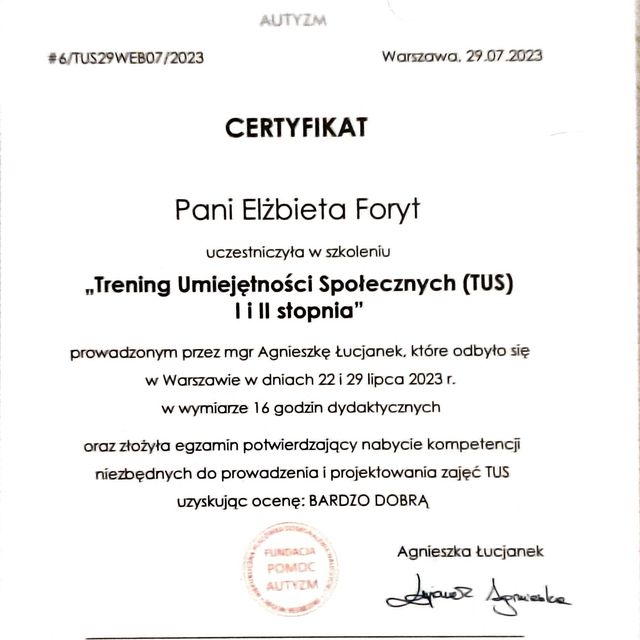 AUTYZM
#6/TUS29WEB07/2023
Warszawa, 29.07.2023
CERTYFIKAT
Pani Elżbieta Foryt
uczestniczyła w szkoleniu
„Trening Umiejętności Społecznych (TUS)
I i II stopnia”
prowadzonym przez mgr Agnieszkę Łucjanek, które odbyło się
w Warszawie w dniach 22 i 29 lipca 2023 r.
w wymiarze 16 godzin dydaktycznych
oraz złożyła egzamin potwierdzający nabycie kompetencji
niezbędnych do prowadzenia i projektowania zajęć TUS
uzyskując ocenę: BARDZO DOBRĄ
FUNDACJA
POMOC
AUTYZM
Agnieszka Łucjanek
Łucjanek Agnieszka